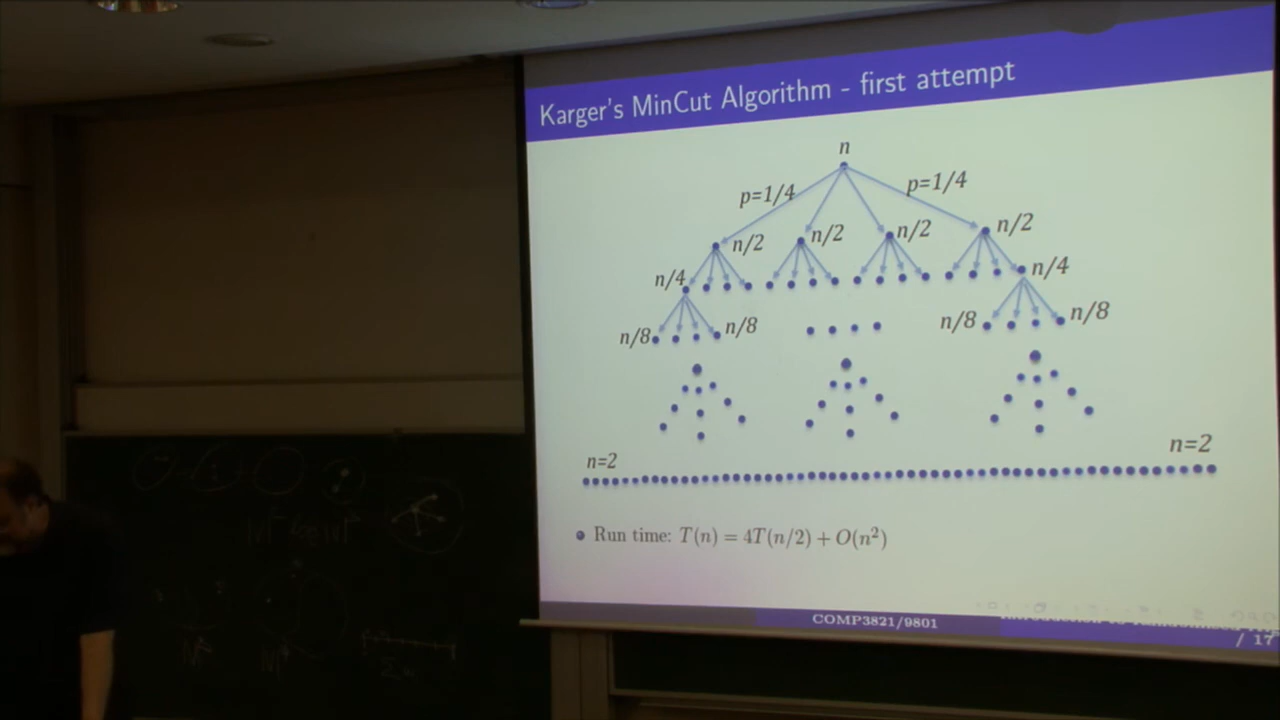 Karger's MinCut Algorithm - first attempt
n
p=1/4 p=1/4
n/2 n/2 n/2 n/2
n/4 n/4
n/8 n/8 n/8 n/8
n=2 n=2
Run time: T(n) = 4T(n/2) + O(n²)
COMP3821/9801
/ 17